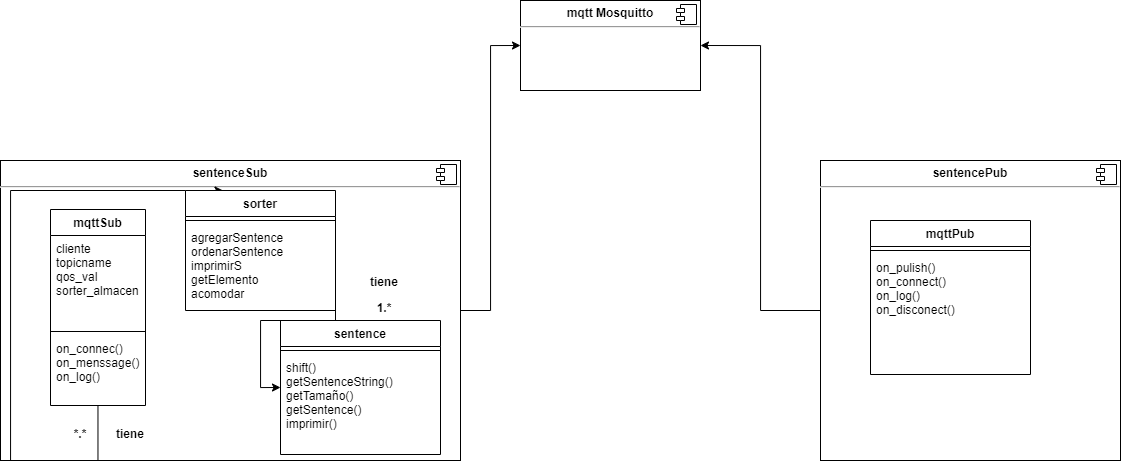 mqtt Mosquitto
sentenceSub
sorter
agregarSentence
ordenarSentence
imprimirS
getElemento
acomodar
mqttSub
cliente
topicname
qos_val
sorter_almacen
on_connec()
on_menssage()
on_log()
*.*
tiene
tiene
1.*
sentence
shift()
getSentenceString()
getTamaño()
getSentence()
imprimir()
sentencePub
mqttPub
on_pulish()
on_connect()
on_log()
on_disconect()